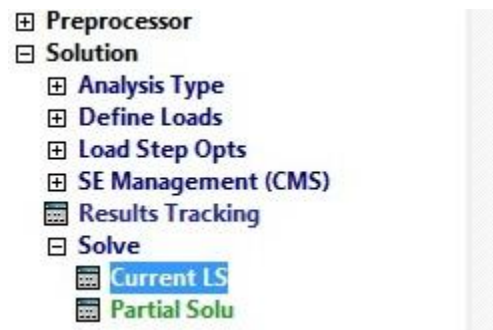 Preprocessor
Solution
Analysis Type
Define Loads
Load Step Opts
SE Management (CMS)
Results Tracking
Solve
Current LS
Partial Solu